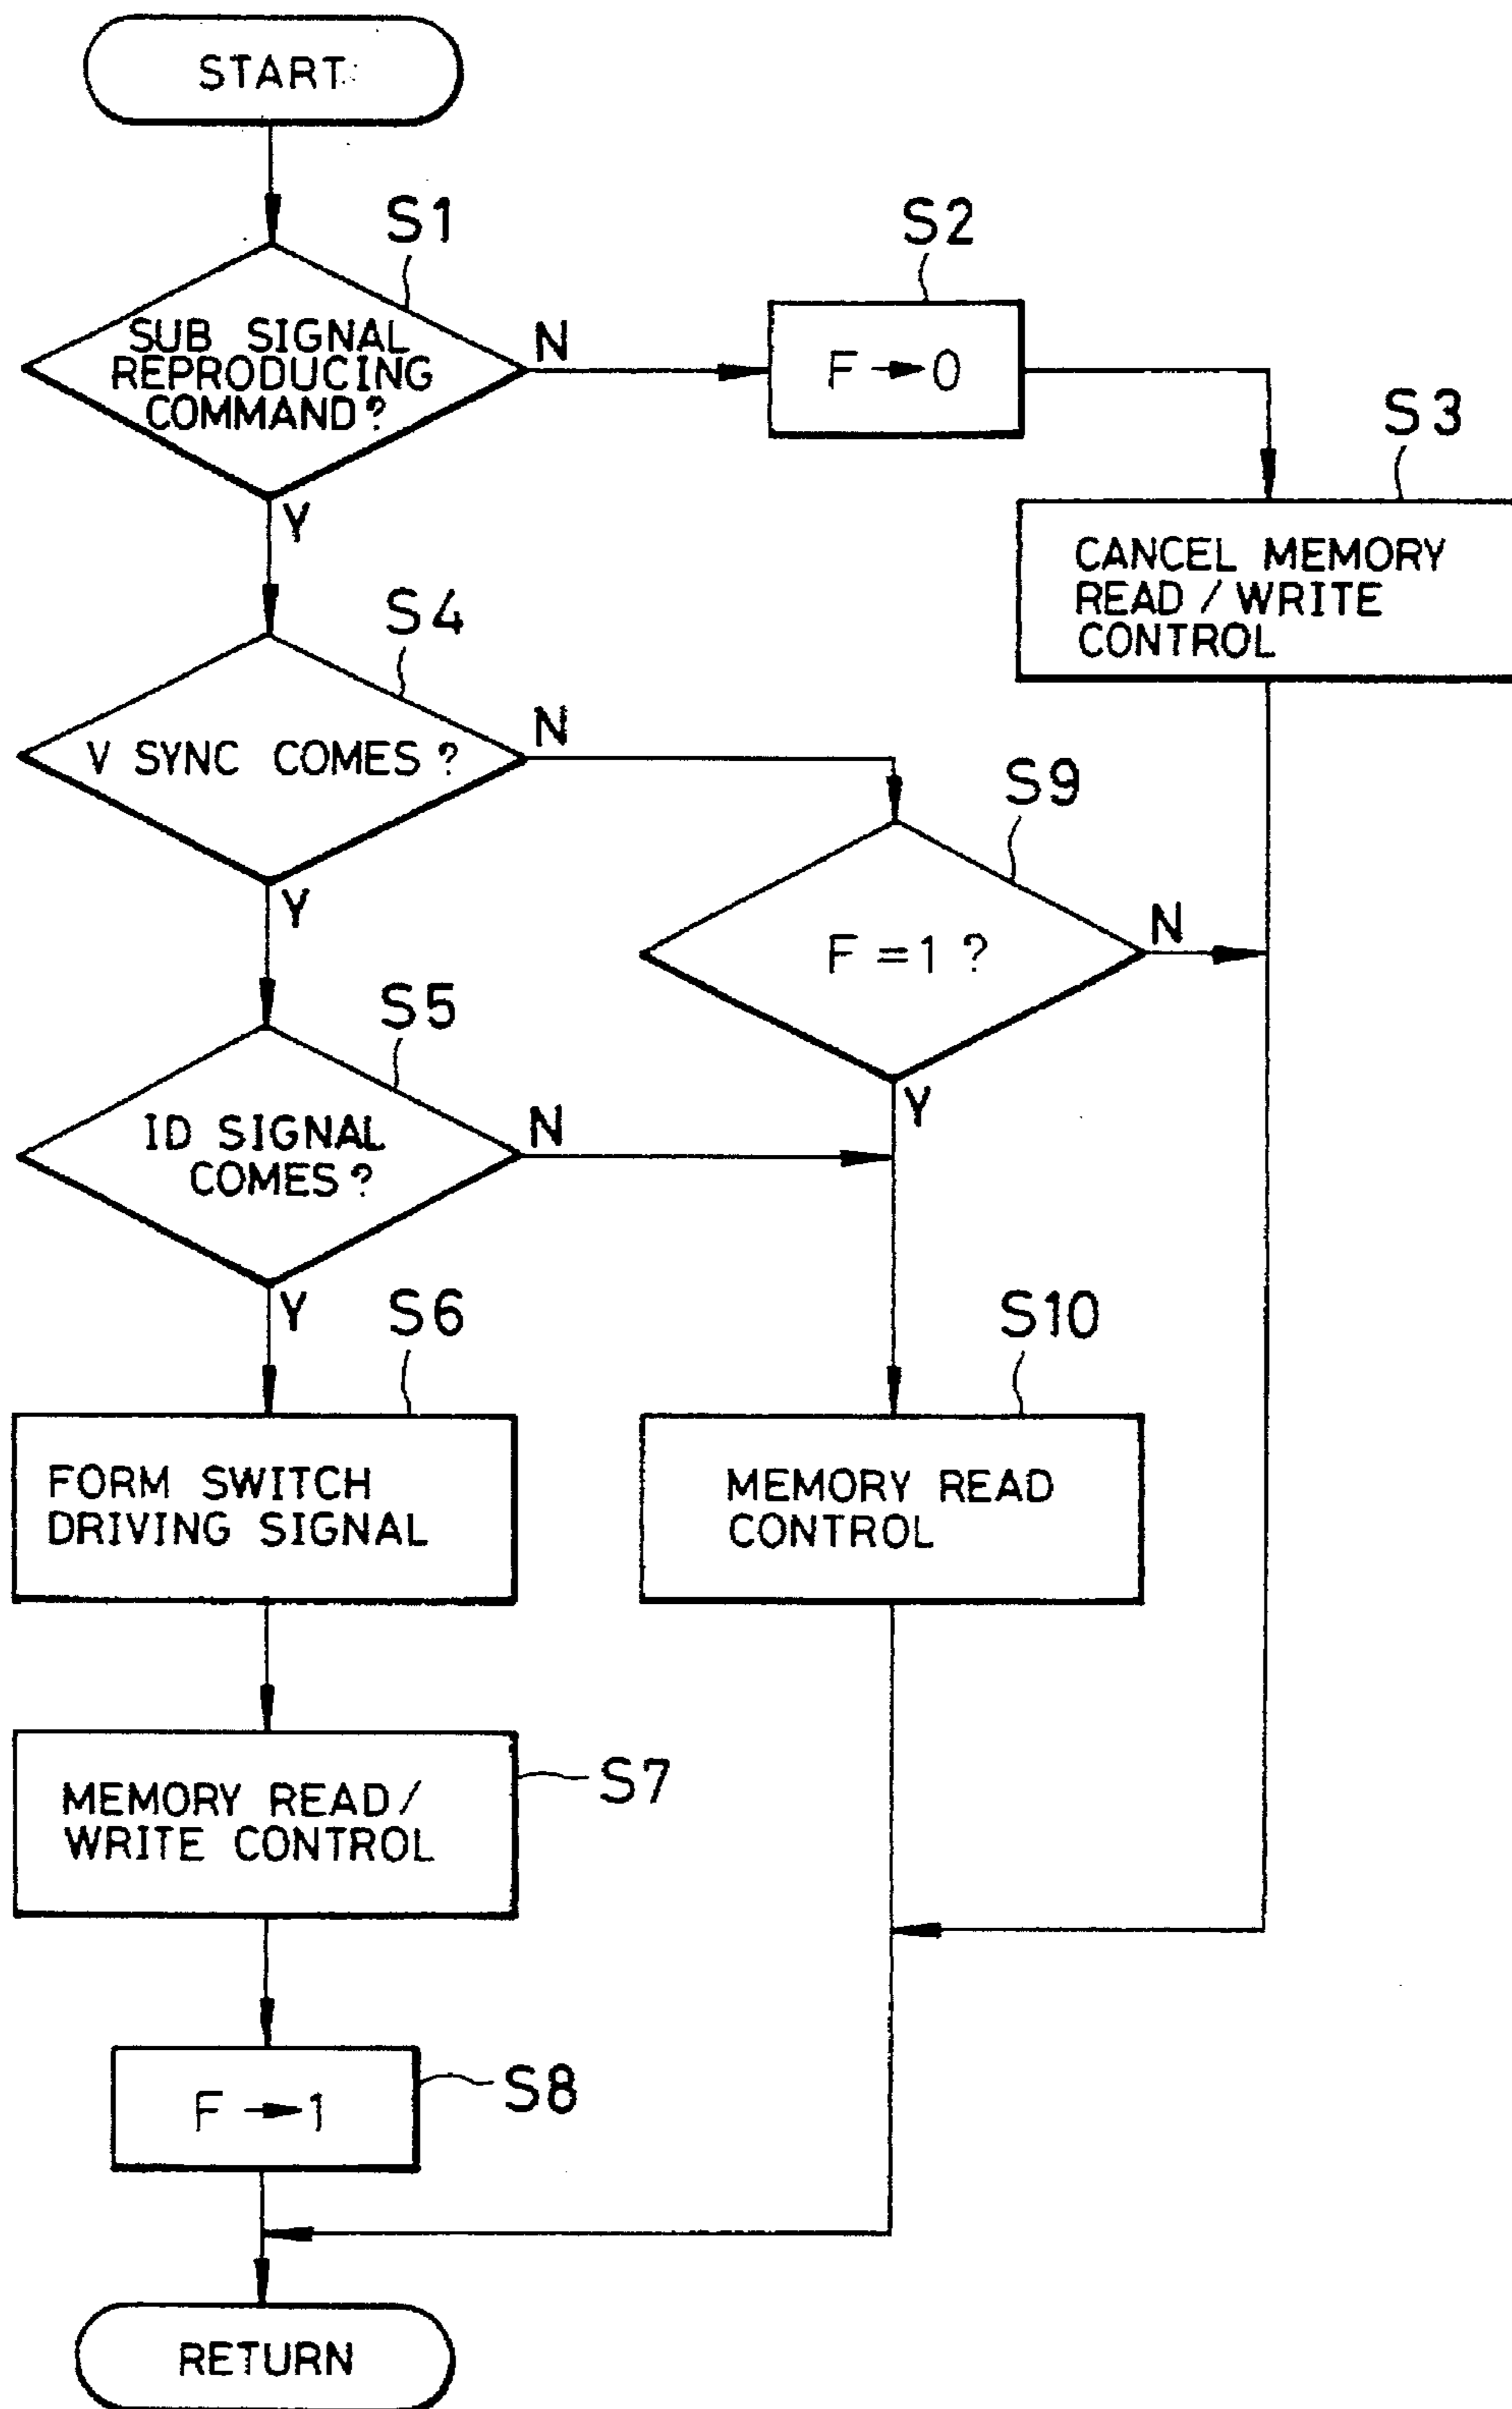 START
S1
SUB SIGNAL
REPRODUCING
COMMAND?
N
Y
S2
F → 0
S3
CANCEL MEMORY
READ / WRITE
CONTROL
S4
V SYNC COMES?
N
Y
S9
F = 1 ?
N
Y
S5
ID SIGNAL
COMES?
N
Y
S6
FORM SWITCH
DRIVING SIGNAL
S10
MEMORY READ
CONTROL
S7
MEMORY READ/
WRITE CONTROL
S8
F → 1
RETURN